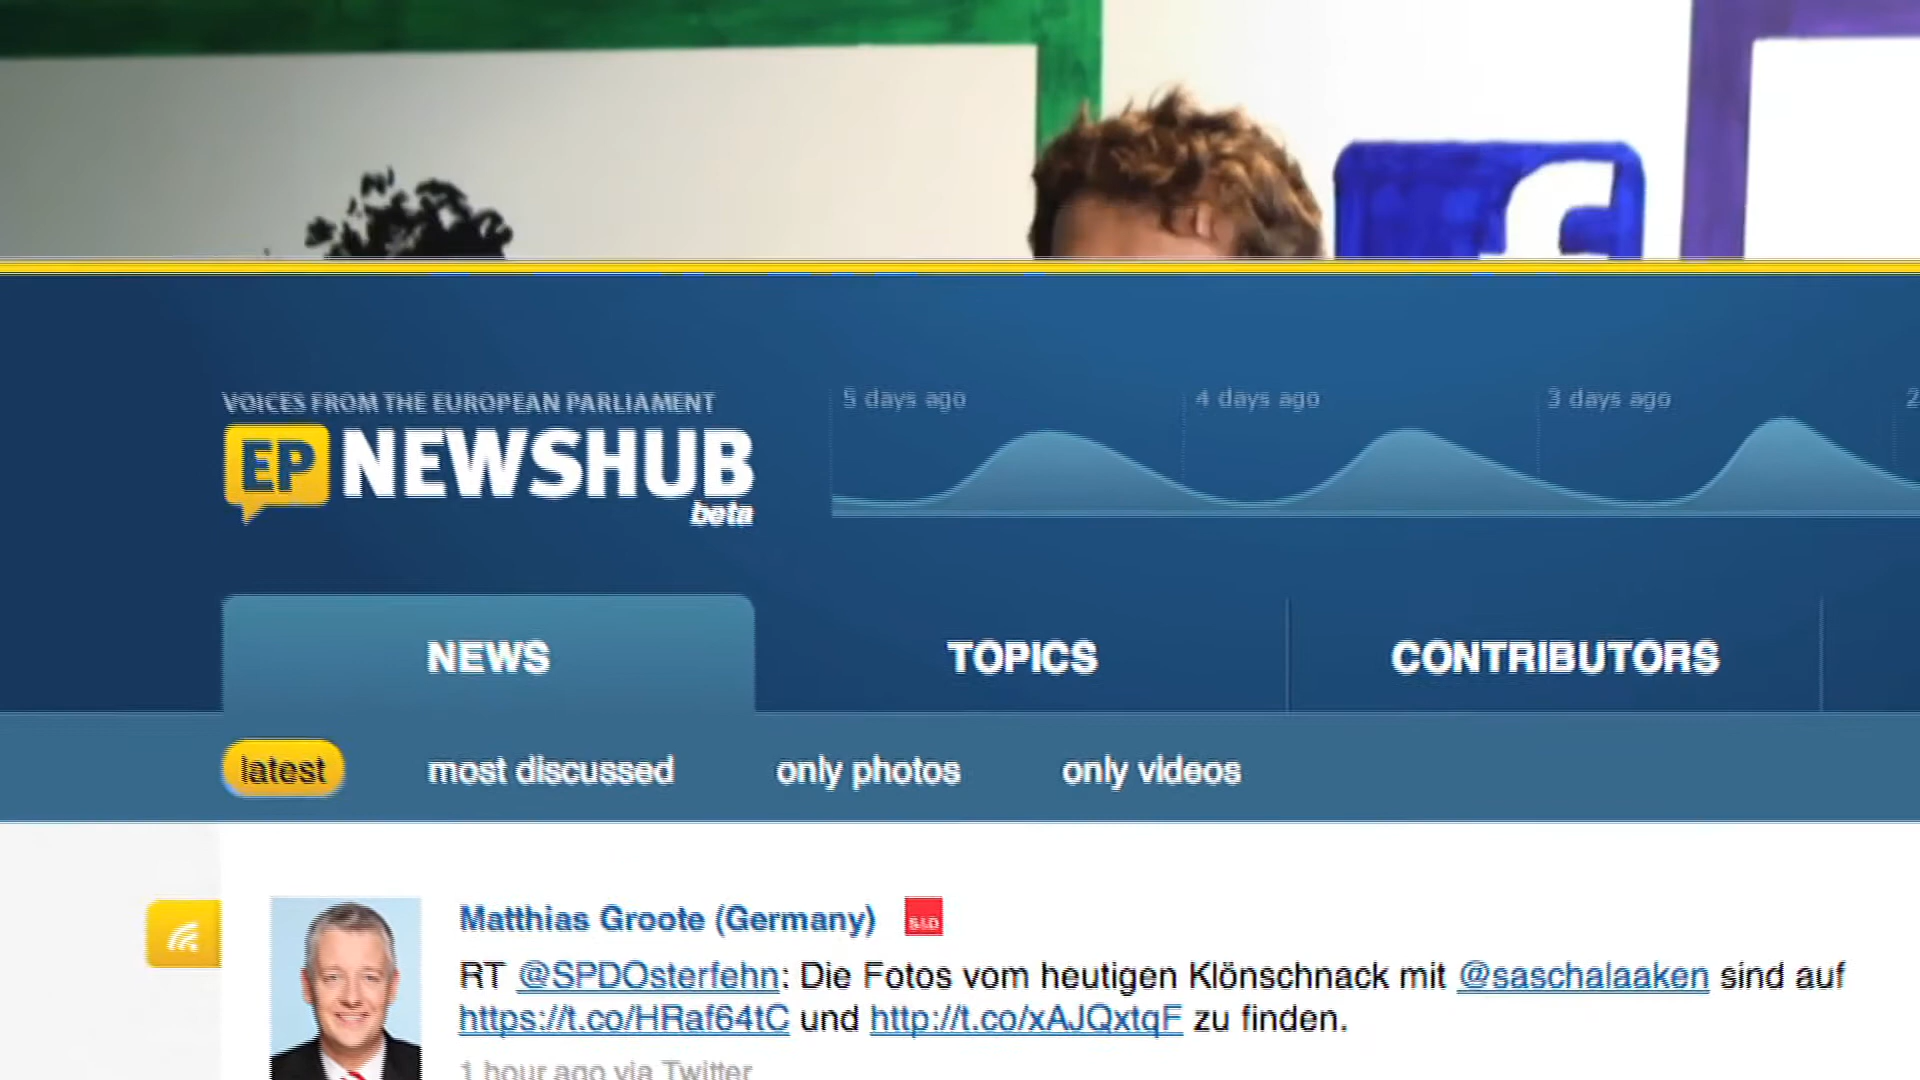 f
VOICES FROM THE EUROPEAN PARLIAMENT
EP NEWSHUB
beta
5 days ago 4 days ago 3 days ago 2
NEWS TOPICS CONTRIBUTORS
latest most discussed only photos only videos
Matthias Groote (Germany) S&D
RT @SPDOsterfehn: Die Fotos vom heutigen Klönschnack mit @saschalaaken sind auf
https://t.co/HRaf64tC und http://t.co/xAJQxtqF zu finden.
1 hour ago via Twitter